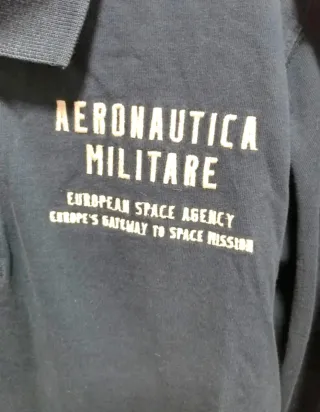 AERONAUTICA
MILITARE
EUROPEAN SPACE AGENCY
EUROPE'S GATEWAY TO SPACE MISSION